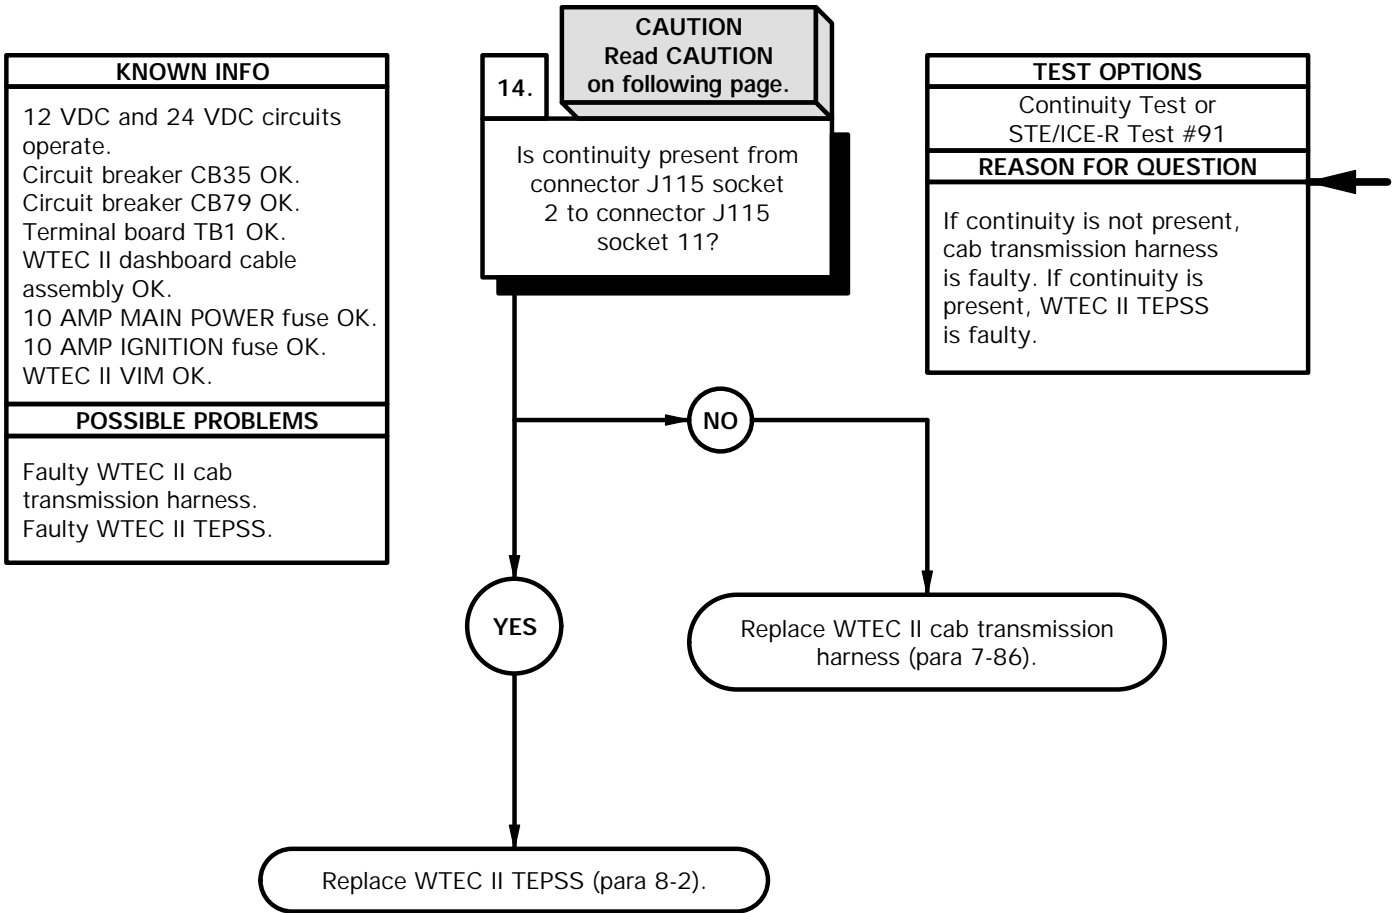 KNOWN INFO
12 VDC and 24 VDC circuits
operate.
Circuit breaker CB35 OK.
Circuit breaker CB79 OK.
Terminal board TB1 OK.
WTEC II dashboard cable
assembly OK.
10 AMP MAIN POWER fuse OK.
10 AMP IGNITION fuse OK.
WTEC II VIM OK.
POSSIBLE PROBLEMS
Faulty WTEC II cab
transmission harness.
Faulty WTEC II TEPSS.
CAUTION
Read CAUTION
on following page.
14.
Is continuity present from
connector J115 socket
2 to connector J115
socket 11?
TEST OPTIONS
Continuity Test or
STE/ICE-R Test #91
REASON FOR QUESTION
If continuity is not present,
cab transmission harness
is faulty. If continuity is
present, WTEC II TEPSS
is faulty.
NO
YES
Replace WTEC II cab transmission
harness (para 7-86).
Replace WTEC II TEPSS (para 8-2).